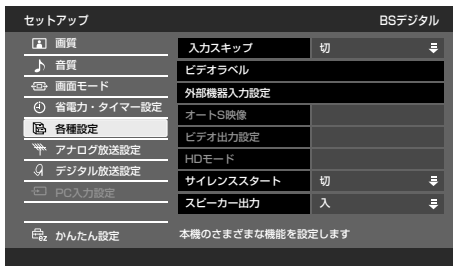 セットアップ
BSデジタル
画質
音質
画面モード
省電力・タイマー設定
各種設定
アナログ放送設定
デジタル放送設定
PC入力設定
かんたん設定
入力スキップ 切
ビデオラベル
外部機器入力設定
オートS映像
ビデオ出力設定
HDモード
サイレンススタート 切
スピーカー出力 入
本機のさまざまな機能を設定します